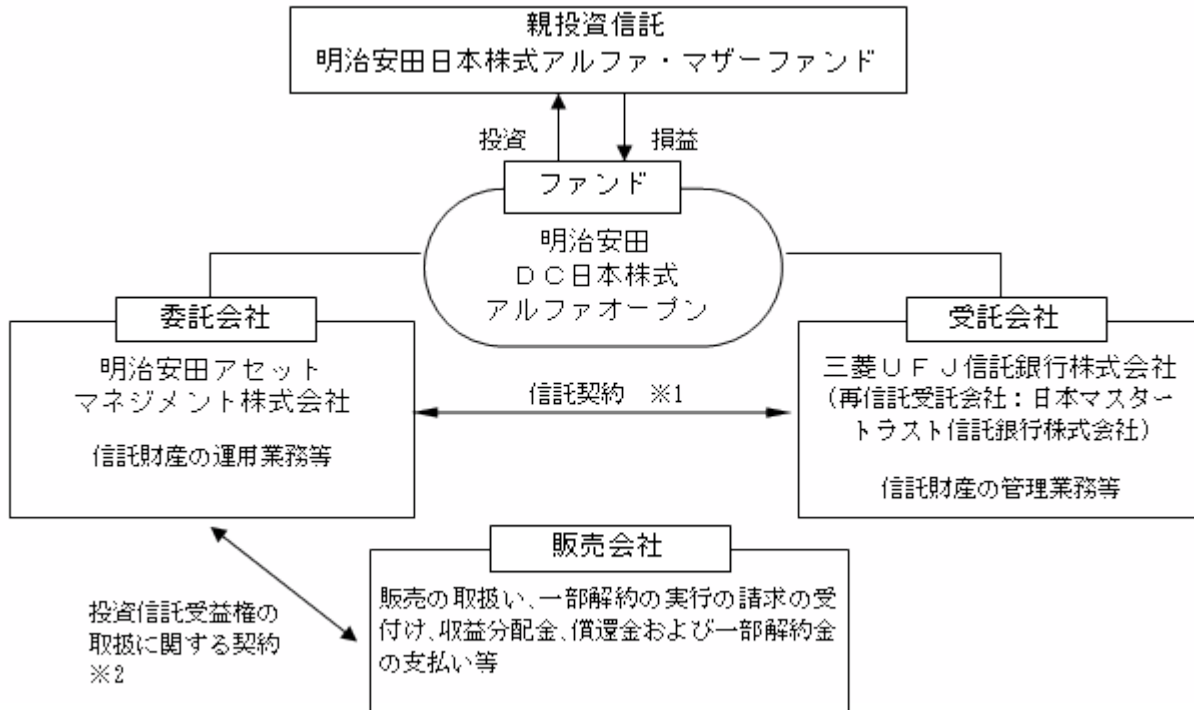 親投資信託
明治安田日本株式アルファ・マザーファンド
投資
損益
ファンド
明治安田
DC日本株式
アルファオープン
委託会社
明治安田アセット
マネジメント株式会社
信託財産の運用業務等
信託契約 ※1
受託会社
三菱UFJ信託銀行株式会社
(再信託受託会社:日本マスター
トラスト信託銀行株式会社)
信託財産の管理業務等
投資信託受益権の
取扱に関する契約
※2
販売会社
販売の取扱い、一部解約の実行の請求の受
付け、収益分配金、償還金および一部解約金
の支払い等